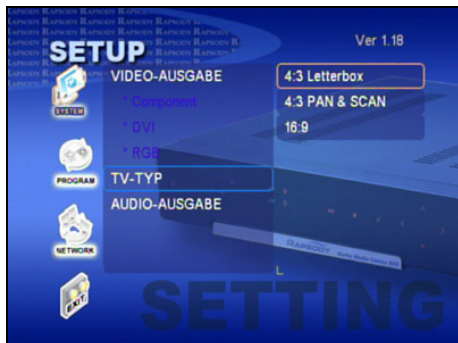 SETUP
Ver 1.18
VIDEO-AUSGABE
* Component
* DVI
* RGB
TV-TYP
AUDIO-AUSGABE
4:3 Letterbox
4:3 PAN & SCAN
16:9
SYSTEM
PROGRAM
NETWORK
EXIT
RAPSODY
SETTING